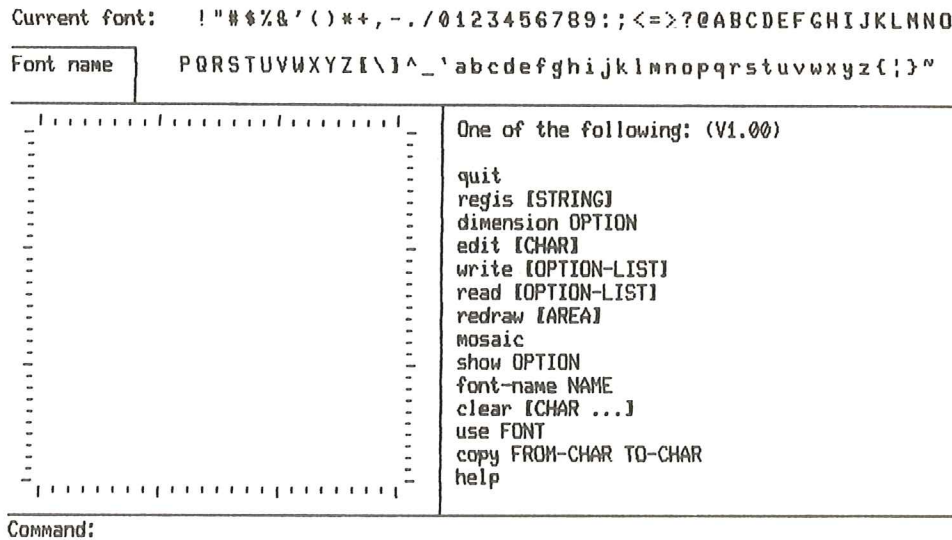 Current font: !"#$%&'()*+,-./0123456789:;<=>?@ABCDEFGHIJKLMNO
Font name PQRSTUVWXYZ[\]^_`abcdefghijklmnopqrstuvwxyz{¦}~
One of the following: (V1.00)
quit
regis [STRING]
dimension OPTION
edit [CHAR]
write [OPTION-LIST]
read [OPTION-LIST]
redraw [AREA]
mosaic
show OPTION
font-name NAME
clear [CHAR ...]
use FONT
copy FROM-CHAR TO-CHAR
help
Command: